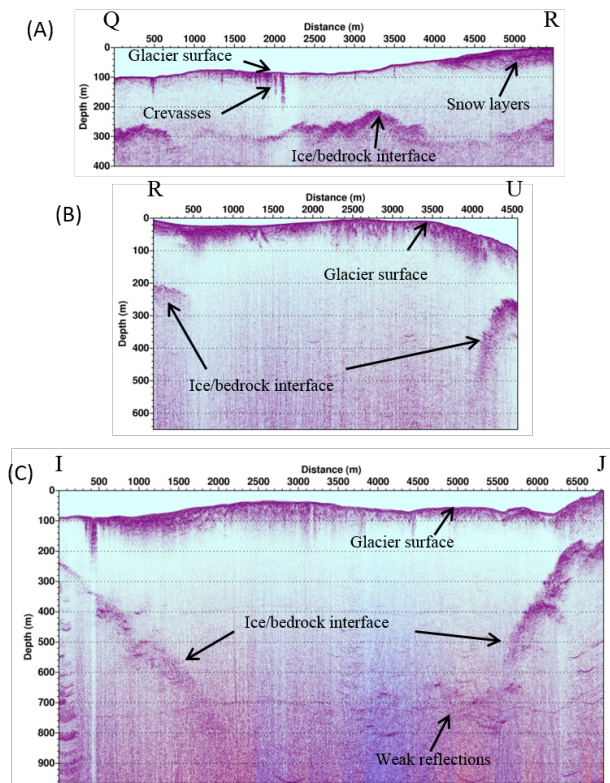 (A)
Q
R
Distance (m)
500 1000 1500 2000 2500 3000 3500 4000 4500 5000
Glacier surface
Crevasses
Snow layers
Ice/bedrock interface
Depth (m)
0
100
200
300
400
(B)
R
U
Distance (m)
500 1000 1500 2000 2500 3000 3500 4000 4500
Glacier surface
Ice/bedrock interface
Depth (m)
0
100
200
300
400
500
600
(C)
I
J
Distance (m)
500 1000 1500 2000 2500 3000 3500 4000 4500 5000 5500 6000 6500
Glacier surface
Ice/bedrock interface
Weak reflections
Depth (m)
0
100
200
300
400
500
600
700
800
900